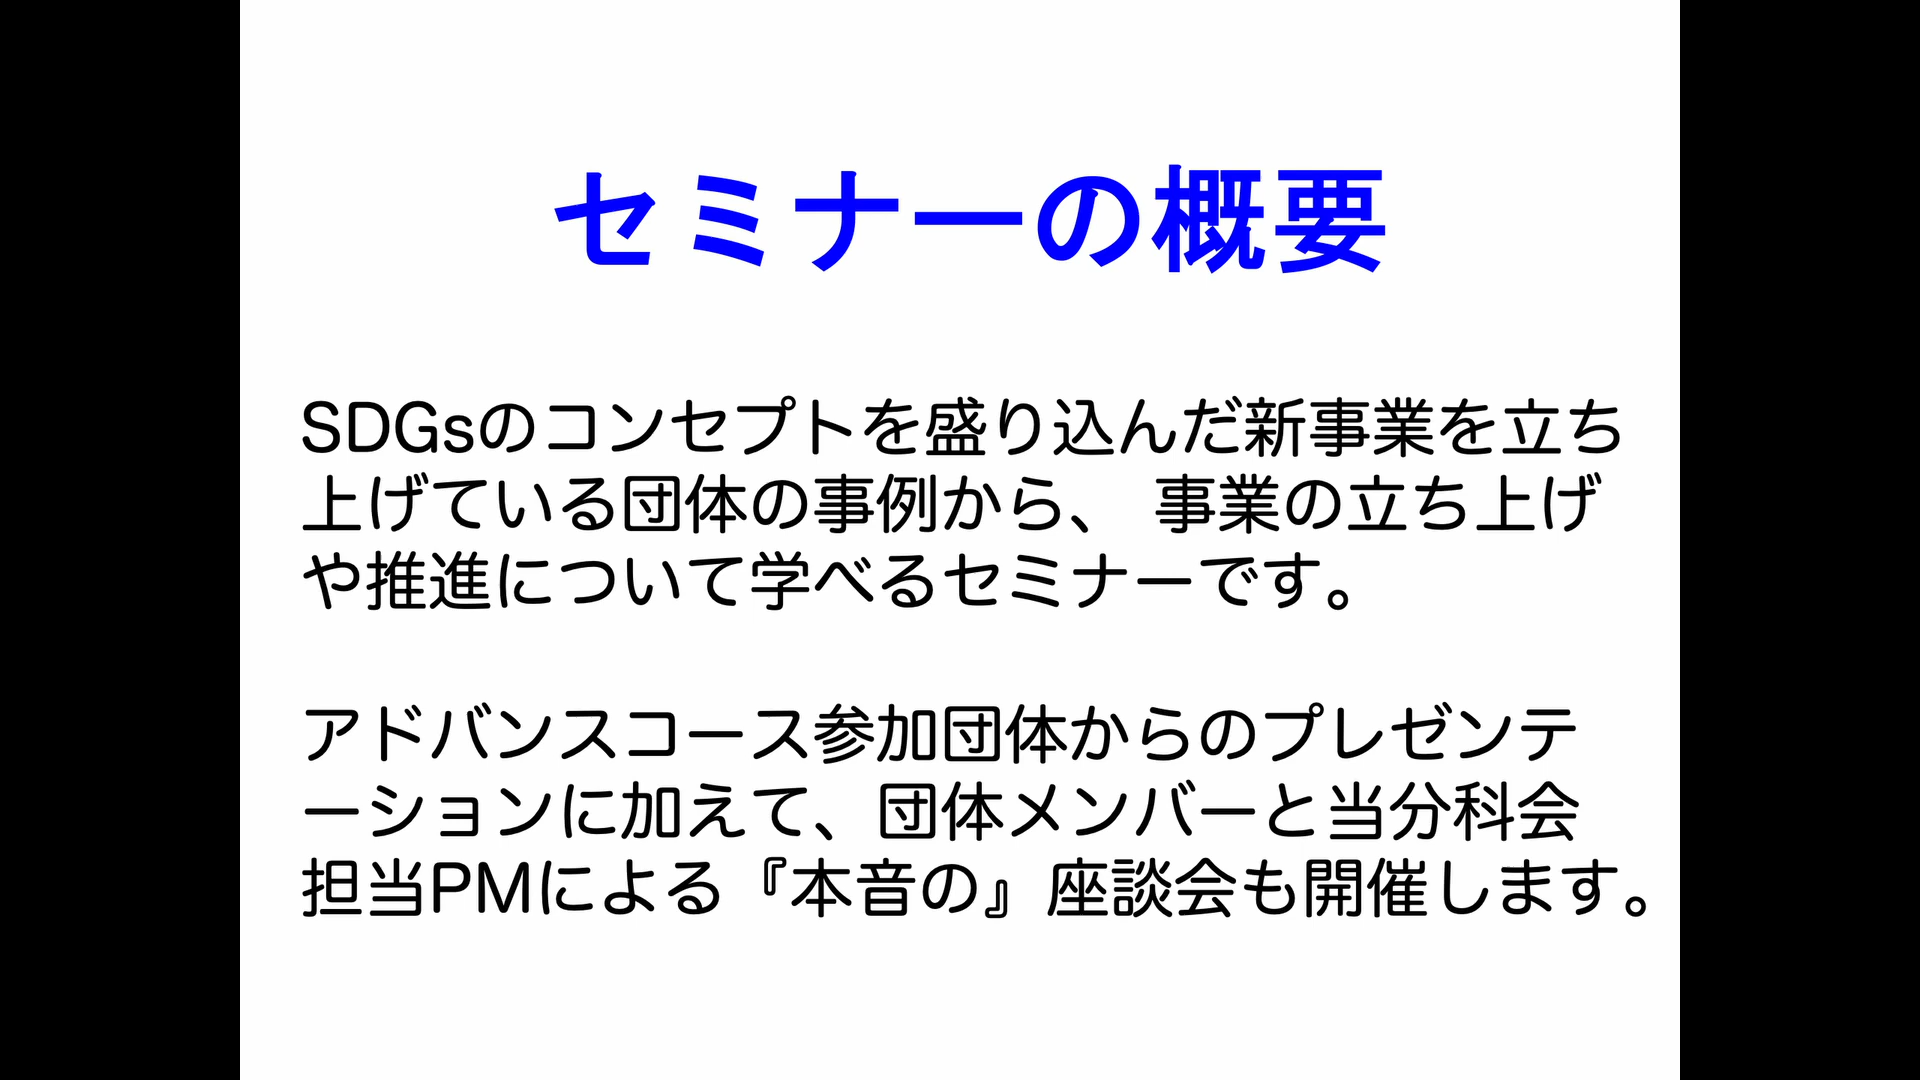 セミナーの概要
SDGsのコンセプトを盛り込んだ新事業を立ち
上げている団体の事例から、 事業の立ち上げ
や推進について学べるセミナーです。
アドバンスコース参加団体からのプレゼンテ
ーションに加えて、団体メンバーと当分科会
担当PMによる『本音の』座談会も開催します。